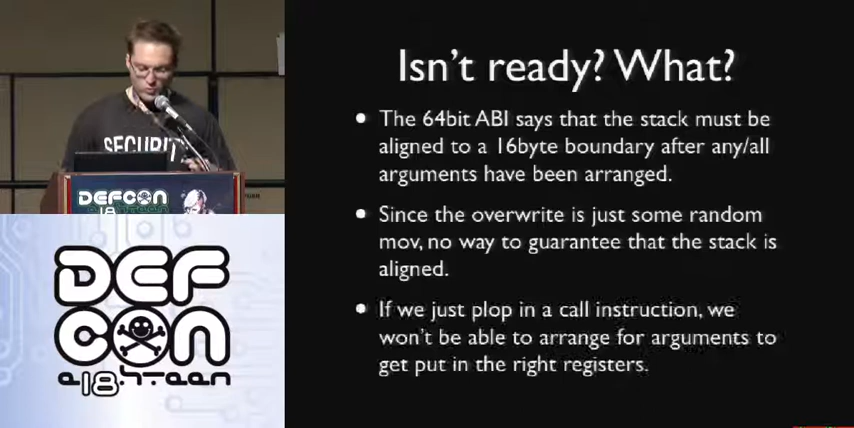 Isn't ready? What?
• The 64bit ABI says that the stack must be
aligned to a 16byte boundary after any/all
arguments have been arranged.
• Since the overwrite is just some random
mov, no way to guarantee that the stack is
aligned.
• If we just plop in a call instruction, we
won't be able to arrange for arguments to
get put in the right registers.
SECURITY
DEFCON
18
DEF
CON
e18hteen